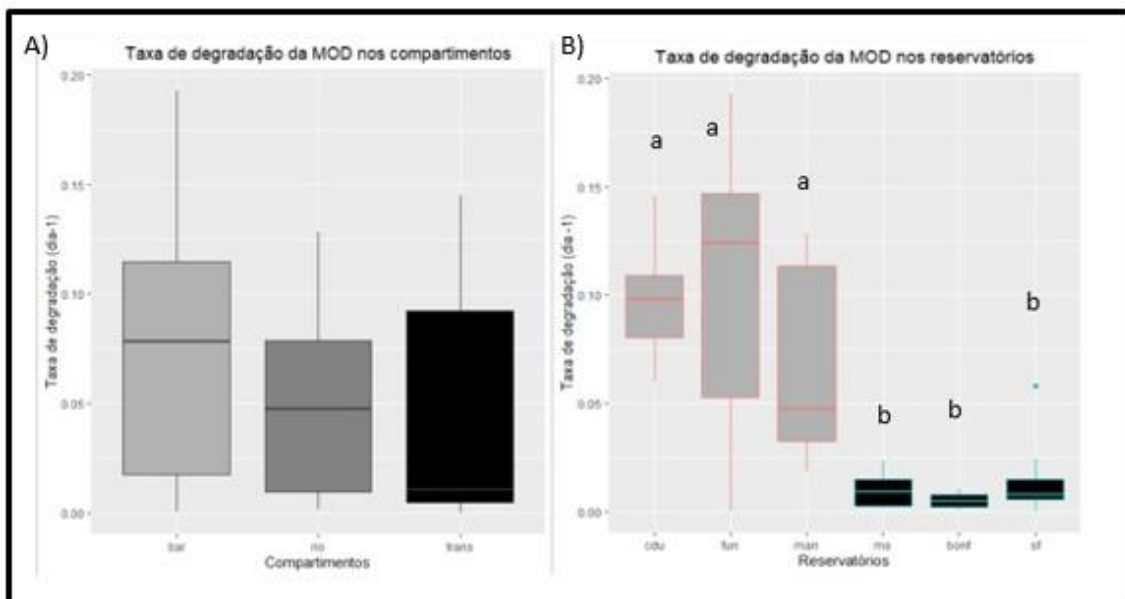 A)
Taxa de degradação da MOD nos compartimentos
0.20
0.15
0.10
0.05
0.00
Taxa de degradação (dia-1)
bar
rio
trans
Compartimentos
B)
Taxa de degradação da MOD nos reservatórios
0.20
0.15
0.10
0.05
0.00
Taxa de degradação (dia-1)
a
a
a
b
b
b
cdu
fun
man
ms
bonf
sf
Reservatórios